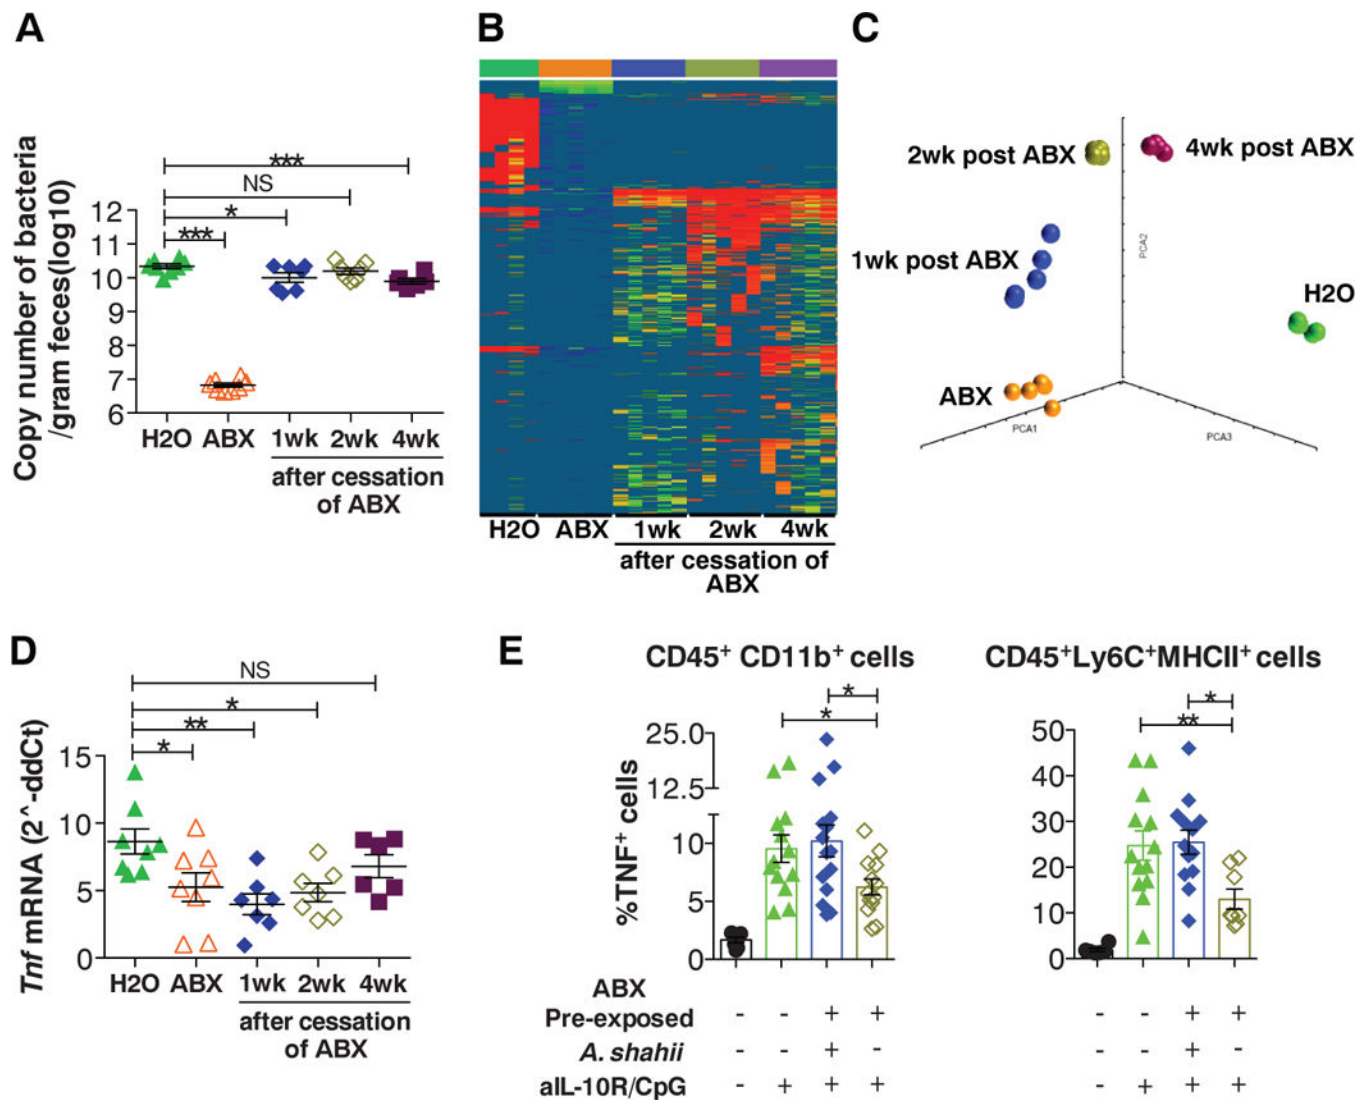 A
Copy number of bacteria
/gram feces(log10)
***
NS
*
***
12
11
10
9
8
7
6
H2O ABX 1wk 2wk 4wk
after cessation
of ABX
B
H2O ABX 1wk 2wk 4wk
after cessation of
ABX
C
2wk post ABX
4wk post ABX
1wk post ABX
H2O
ABX
PCA1
PCA2
PCA3
D
Tnf mRNA (2^-ddCt)
NS
*
**
*
15
10
5
0
H2O ABX 1wk 2wk 4wk
after cessation
of ABX
E
CD45+ CD11b+ cells
*
*
%TNF+ cells
25.0
12.5
10
5
0
CD45+Ly6C+MHCII+ cells
*
**
50
40
30
20
10
0
ABX
Pre-exposed - - + + - - + +
A. shahii - - + - - - + -
aIL-10R/CpG - + + + - + + +